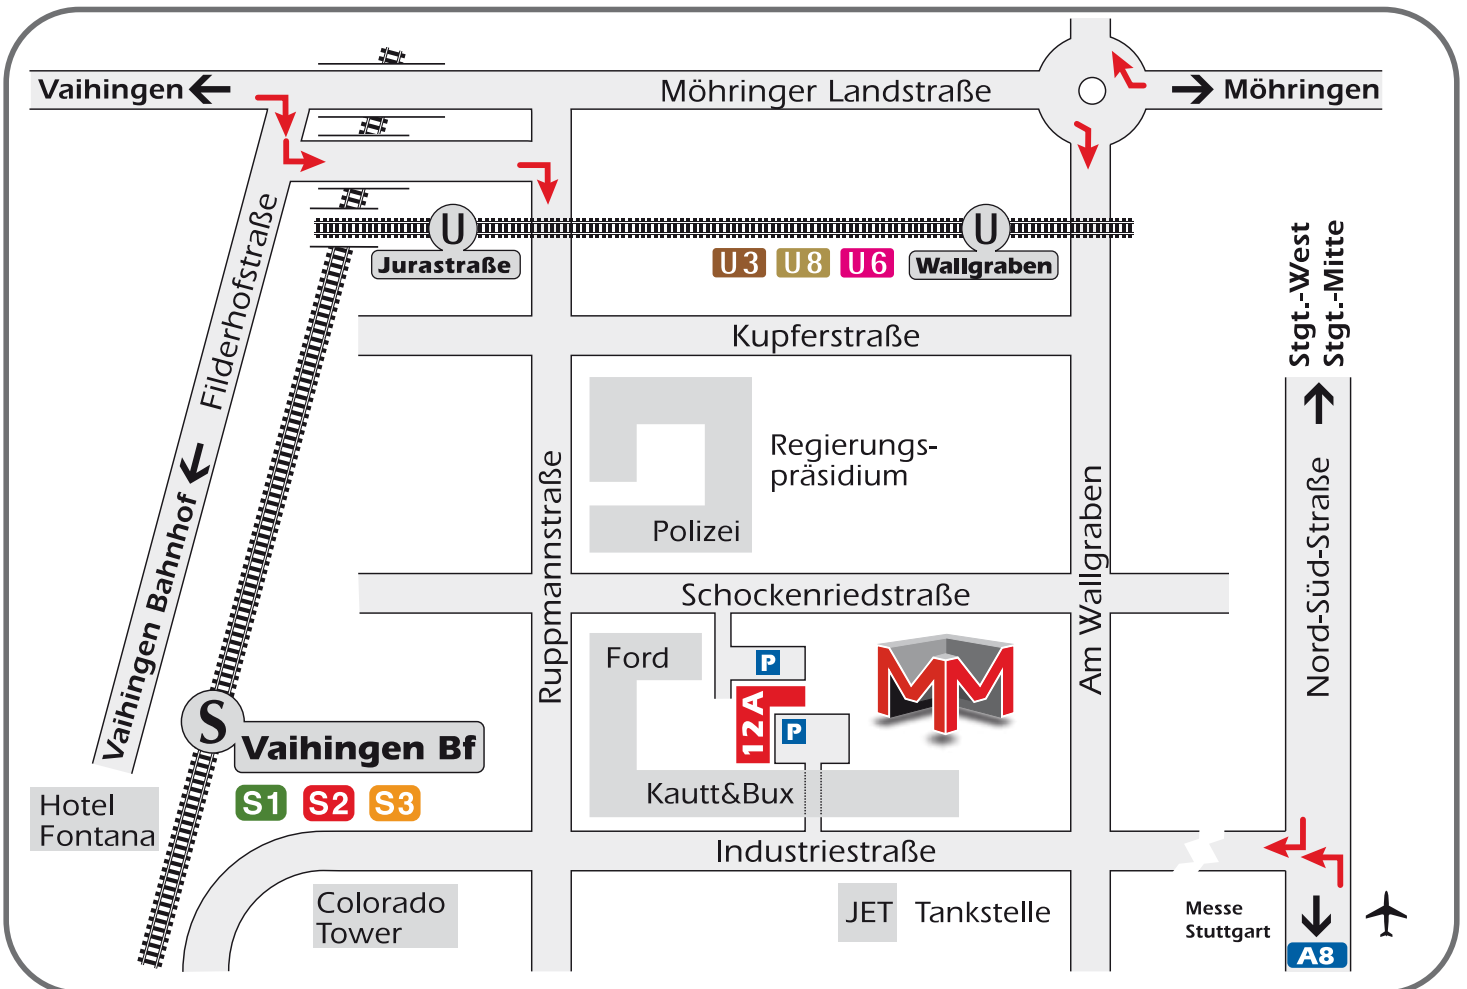 Vaihingen
Möhringer Landstraße
Möhringen
Filderhofstraße
Vaihingen Bahnhof
U
Jurastraße
U3
U8
U6
U
Wallgraben
Stgt.-West
Stgt.-Mitte
Kupferstraße
Regierungs-
präsidium
Polizei
Ruppmannstraße
Am Wallgraben
Nord-Süd-Straße
Schockenriedstraße
Ford
P
12A
P
MM
Kautt&Bux
S
Vaihingen Bf
S1
S2
S3
Hotel
Fontana
Industriestraße
Colorado
Tower
JET
Tankstelle
Messe
Stuttgart
A8